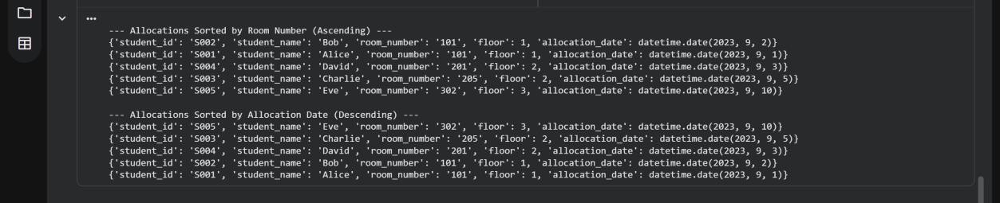 --- Allocations Sorted by Room Number (Ascending) ---
{'student_id': 'S002', 'student_name': 'Bob', 'room_number': '101', 'floor': 1, 'allocation_date': datetime.date(2023, 9, 2)}
{'student_id': 'S001', 'student_name': 'Alice', 'room_number': '101', 'floor': 1, 'allocation_date': datetime.date(2023, 9, 1)}
{'student_id': 'S004', 'student_name': 'David', 'room_number': '201', 'floor': 2, 'allocation_date': datetime.date(2023, 9, 3)}
{'student_id': 'S003', 'student_name': 'Charlie', 'room_number': '205', 'floor': 2, 'allocation_date': datetime.date(2023, 9, 5)}
{'student_id': 'S005', 'student_name': 'Eve', 'room_number': '302', 'floor': 3, 'allocation_date': datetime.date(2023, 9, 10)}
--- Allocations Sorted by Allocation Date (Descending) ---
{'student_id': 'S005', 'student_name': 'Eve', 'room_number': '302', 'floor': 3, 'allocation_date': datetime.date(2023, 9, 10)}
{'student_id': 'S003', 'student_name': 'Charlie', 'room_number': '205', 'floor': 2, 'allocation_date': datetime.date(2023, 9, 5)}
{'student_id': 'S004', 'student_name': 'David', 'room_number': '201', 'floor': 2, 'allocation_date': datetime.date(2023, 9, 3)}
{'student_id': 'S002', 'student_name': 'Bob', 'room_number': '101', 'floor': 1, 'allocation_date': datetime.date(2023, 9, 2)}
{'student_id': 'S001', 'student_name': 'Alice', 'room_number': '101', 'floor': 1, 'allocation_date': datetime.date(2023, 9, 1)}